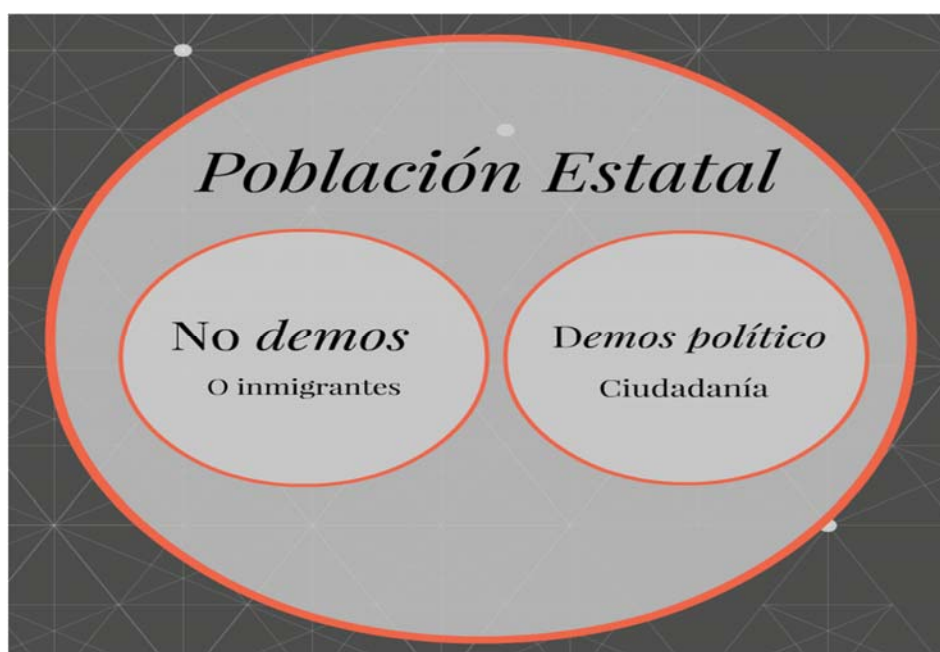 Población Estatal
No demos
O inmigrantes
Demos político
Ciudadanía